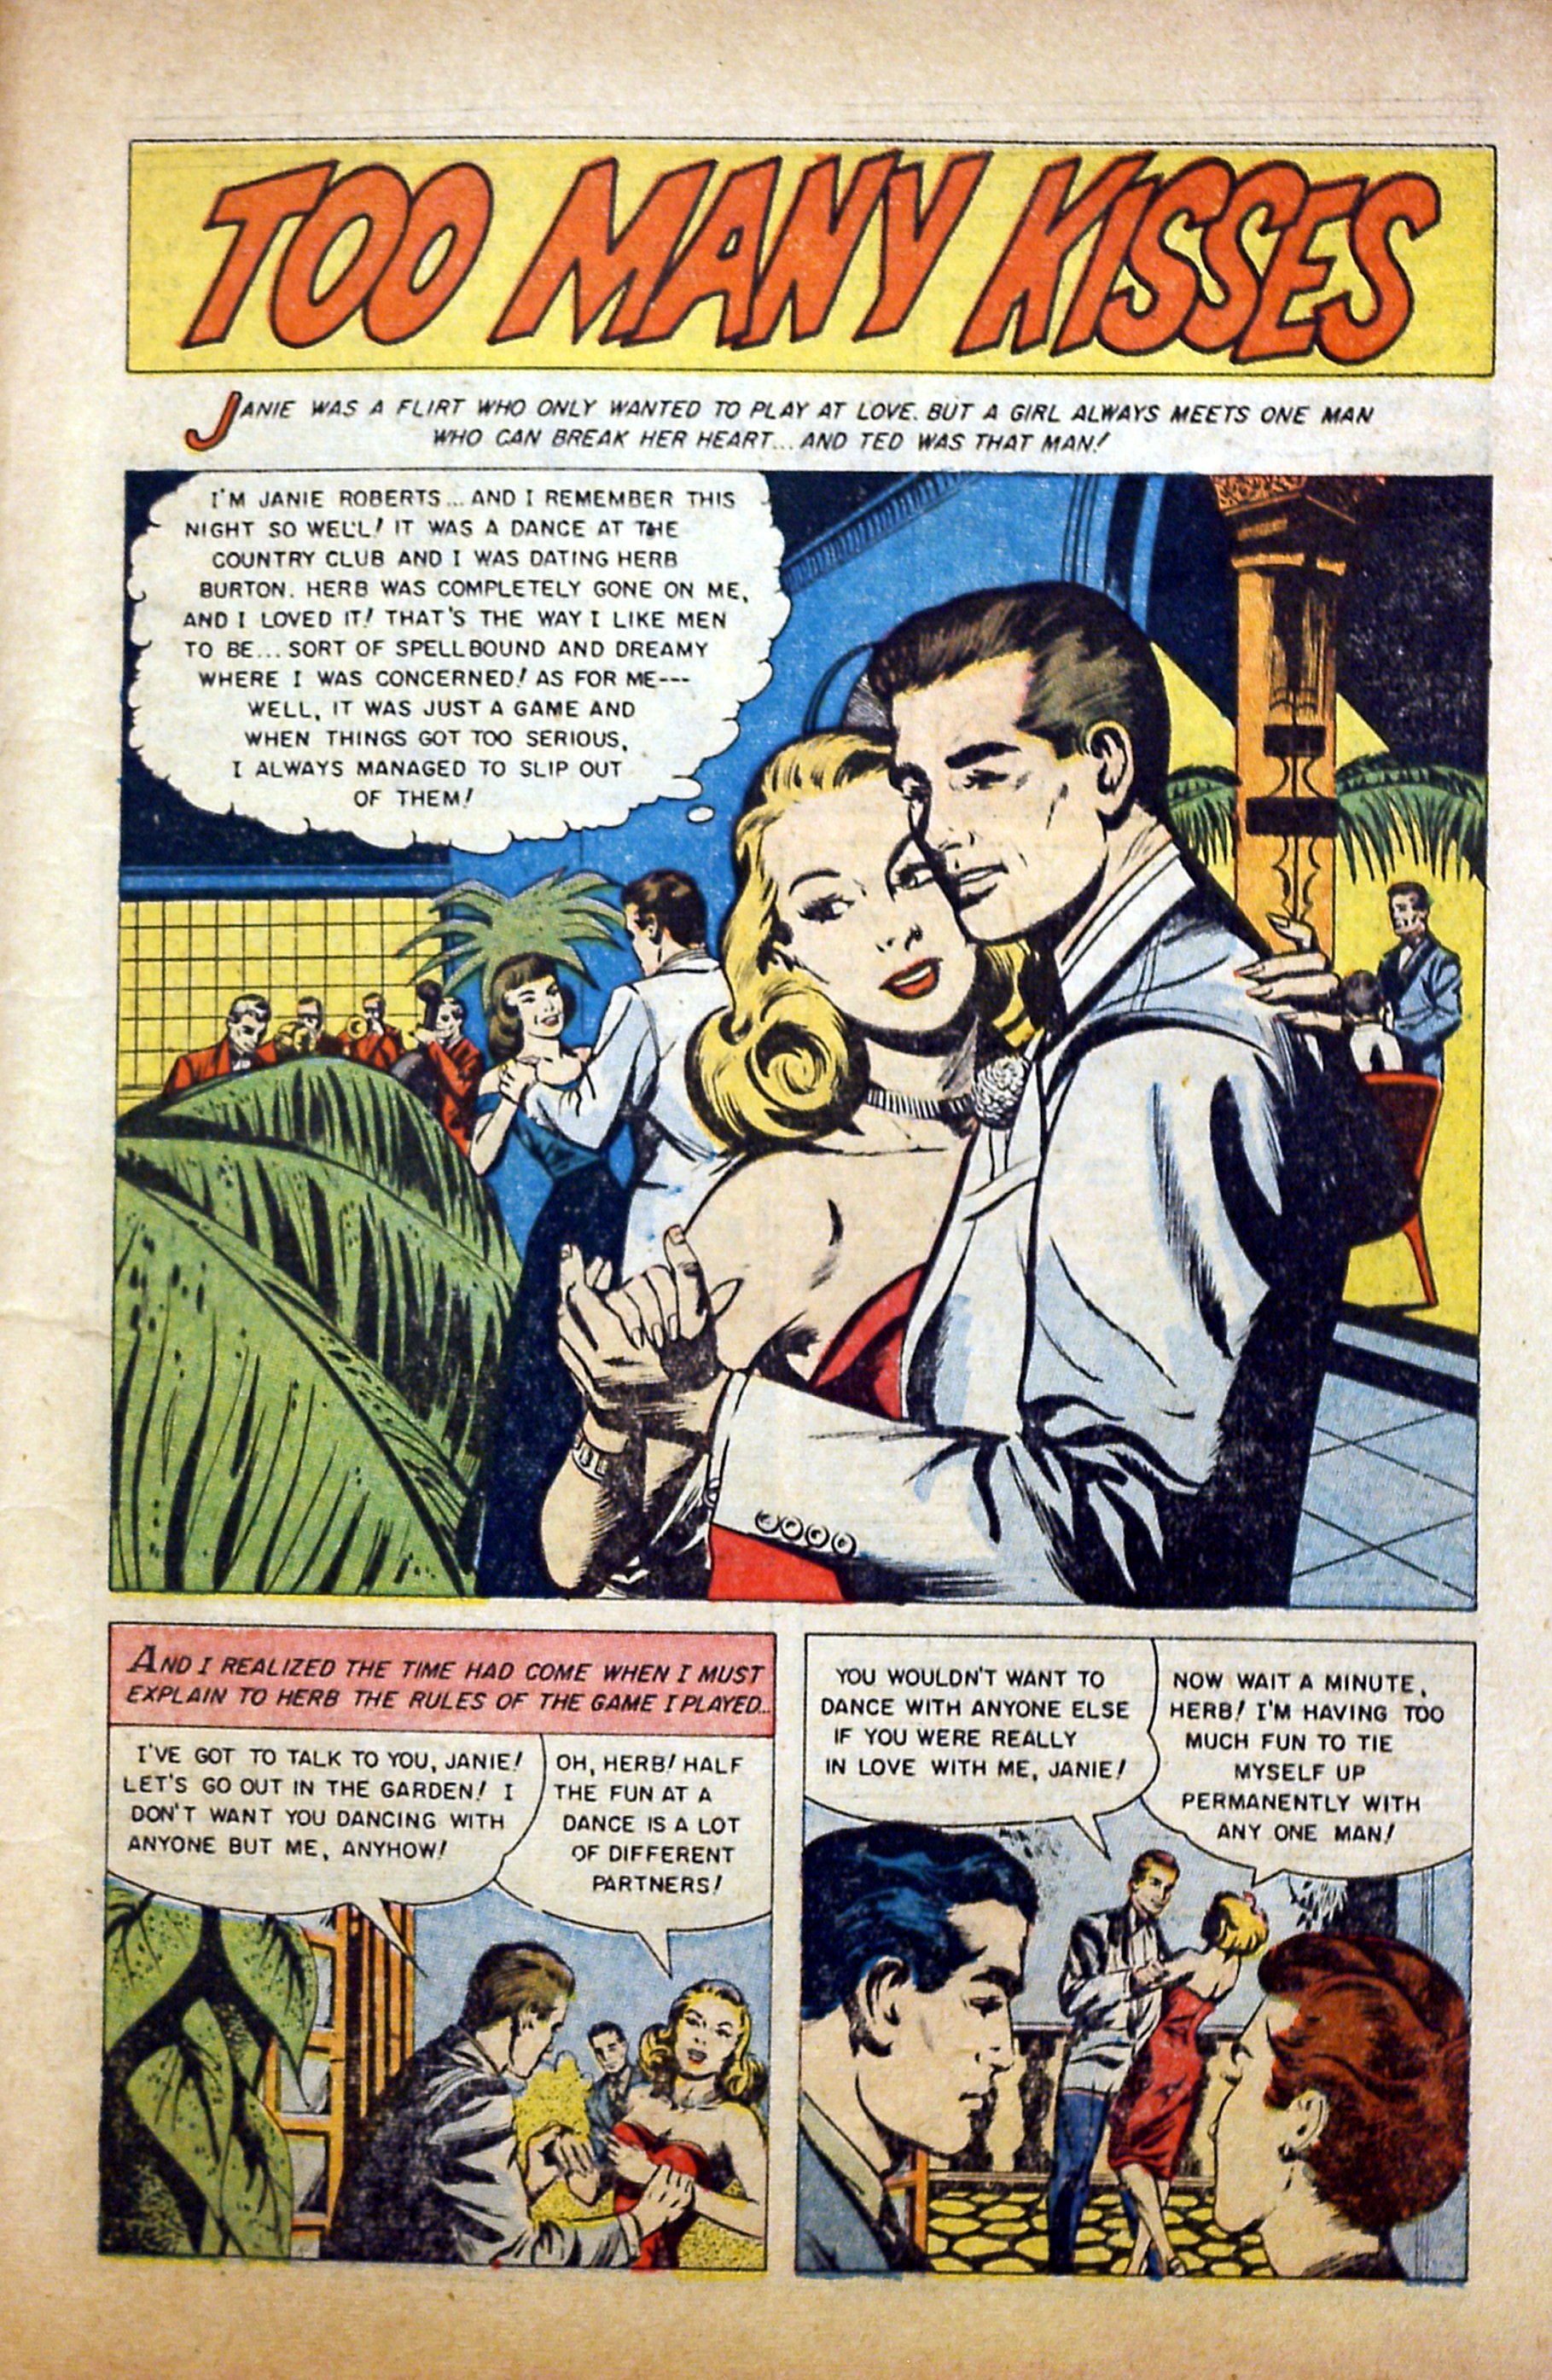 TOO MANY KISSES
JANIE WAS A FLIRT WHO ONLY WANTED TO PLAY AT LOVE. BUT A GIRL ALWAYS MEETS ONE MAN
WHO CAN BREAK HER HEART... AND TED WAS THAT MAN!
I'M JANIE ROBERTS... AND I REMEMBER THIS
NIGHT SO WELL! IT WAS A DANCE AT THE
COUNTRY CLUB AND I WAS DATING HERB
BURTON. HERB WAS COMPLETELY GONE ON ME,
AND I LOVED IT! THAT'S THE WAY I LIKE MEN
TO BE... SORT OF SPELLBOUND AND DREAMY
WHERE I WAS CONCERNED! AS FOR ME---
WELL, IT WAS JUST A GAME AND
WHEN THINGS GOT TOO SERIOUS,
I ALWAYS MANAGED TO SLIP OUT
OF THEM!
AND I REALIZED THE TIME HAD COME WHEN I MUST
EXPLAIN TO HERB THE RULES OF THE GAME I PLAYED...
I'VE GOT TO TALK TO YOU, JANIE!
LET'S GO OUT IN THE GARDEN! I
DON'T WANT YOU DANCING WITH
ANYONE BUT ME, ANYHOW!
OH, HERB! HALF
THE FUN AT A
DANCE IS A LOT
OF DIFFERENT
PARTNERS!
YOU WOULDN'T WANT TO
DANCE WITH ANYONE ELSE
IF YOU WERE REALLY
IN LOVE WITH ME, JANIE!
NOW WAIT A MINUTE,
HERB! I'M HAVING TOO
MUCH FUN TO TIE
MYSELF UP
PERMANENTLY WITH
ANY ONE MAN!